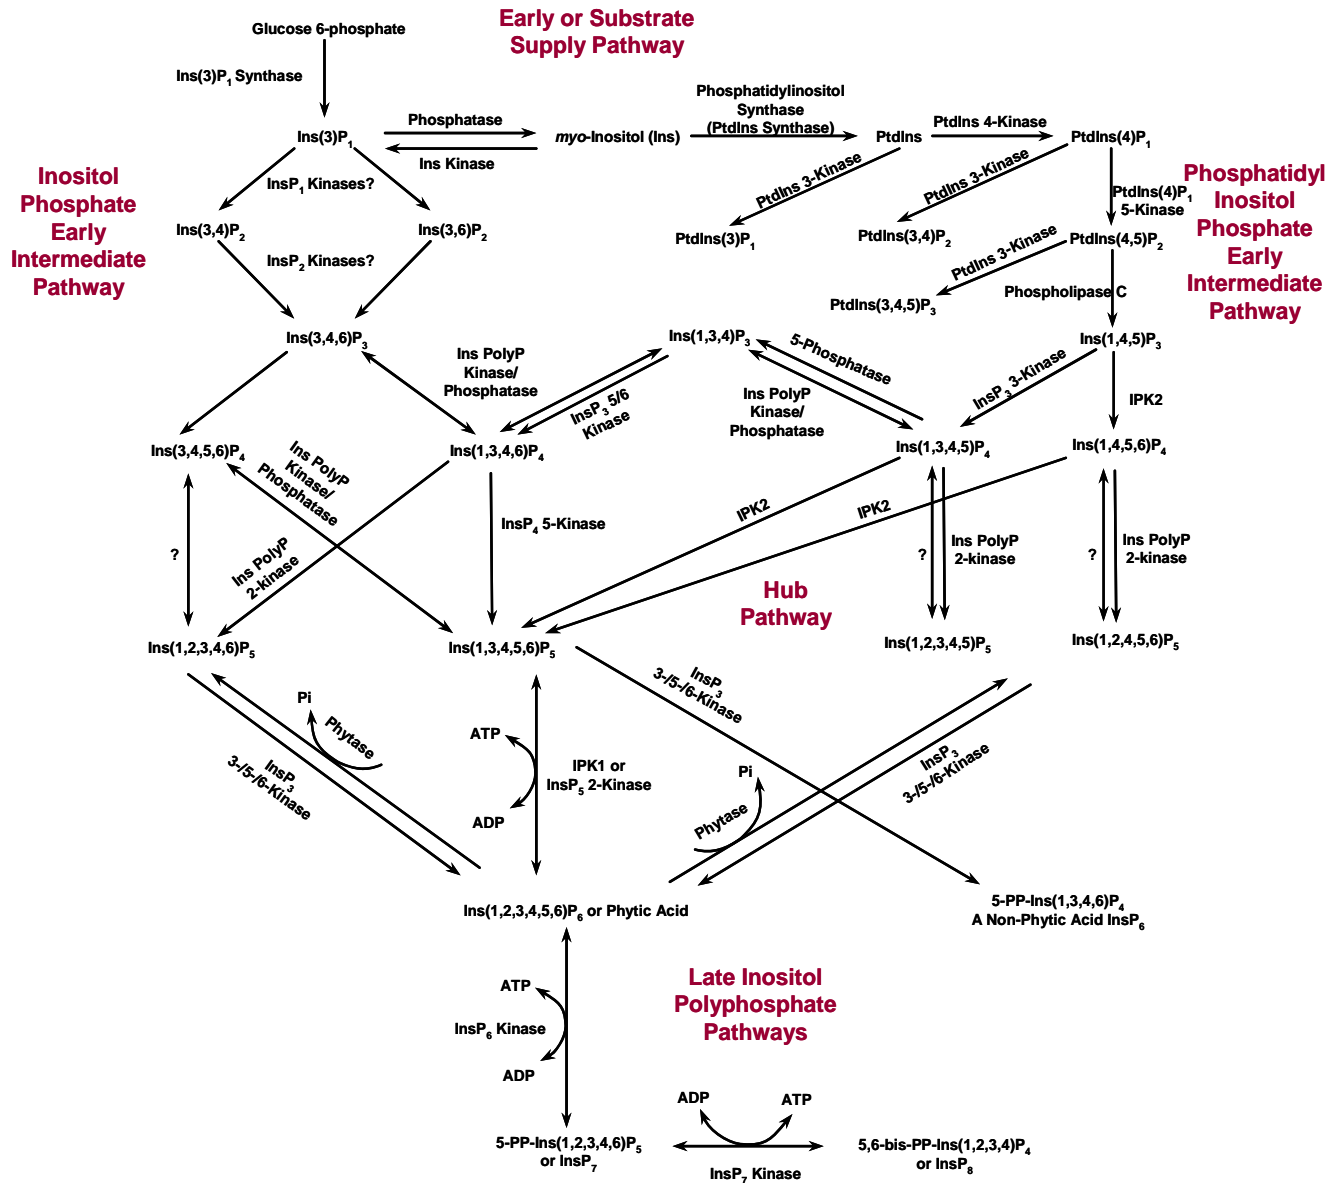 Early or Substrate
Supply Pathway
Glucose 6-phosphate
Ins(3)P₁ Synthase
Phosphatidylinositol
Synthase
(PtdIns Synthase)
Phosphatase
PtdIns 4-Kinase
Ins(3)P₁
myo-Inositol (Ins)
PtdIns
PtdIns(4)P₁
Ins Kinase
Inositol
Phosphate
Early
Intermediate
Pathway
InsP₁ Kinases?
PtdIns 3-Kinase
PtdIns 3-Kinase
PtdIns(4)P₁
5-Kinase
Phosphatidyl
Inositol
Phosphate
Early
Intermediate
Pathway
Ins(3,4)P₂
Ins(3,6)P₂
PtdIns(3)P₁
PtdIns(3,4)P₂
PtdIns(4,5)P₂
InsP₂ Kinases?
PtdIns 3-Kinase
Phospholipase C
PtdIns(3,4,5)P₃
Ins(3,4,6)P₃
Ins(1,3,4)P₃
Ins(1,4,5)P₃
5-Phosphatase
Ins PolyP
Kinase/
Phosphatase
InsP₃ 5/6
Kinase
Ins PolyP
Kinase/
Phosphatase
InsP₃ 3-Kinase
IPK2
Ins(3,4,5,6)P₄
Ins(1,3,4,6)P₄
Ins(1,3,4,5)P₄
Ins(1,4,5,6)P₄
Ins PolyP
Kinase/
Phosphatase
InsP₄ 5-Kinase
IPK2
IPK2
?
Ins PolyP
2-kinase
?
Ins PolyP
2-kinase
?
Ins PolyP
2-kinase
Hub
Pathway
Ins(1,2,3,4,6)P₅
Ins(1,3,4,5,6)P₅
Ins(1,2,3,4,5)P₅
Ins(1,2,4,5,6)P₅
InsP₃
3-/5-/6-Kinase
Pi
Phytase
InsP₃
3-/5-/6-Kinase
ATP
IPK1 or
InsP₅ 2-Kinase
ADP
Pi
Phytase
InsP₃
3-/5-/6-Kinase
Ins(1,2,3,4,5,6)P₆ or Phytic Acid
5-PP-Ins(1,3,4,6)P₄
A Non-Phytic Acid InsP₆
Late Inositol
Polyphosphate
Pathways
ATP
InsP₆ Kinase
ADP
ADP
ATP
5-PP-Ins(1,2,3,4,6)P₅
or InsP₇
InsP₇ Kinase
5,6-bis-PP-Ins(1,2,3,4)P₄
or InsP₈